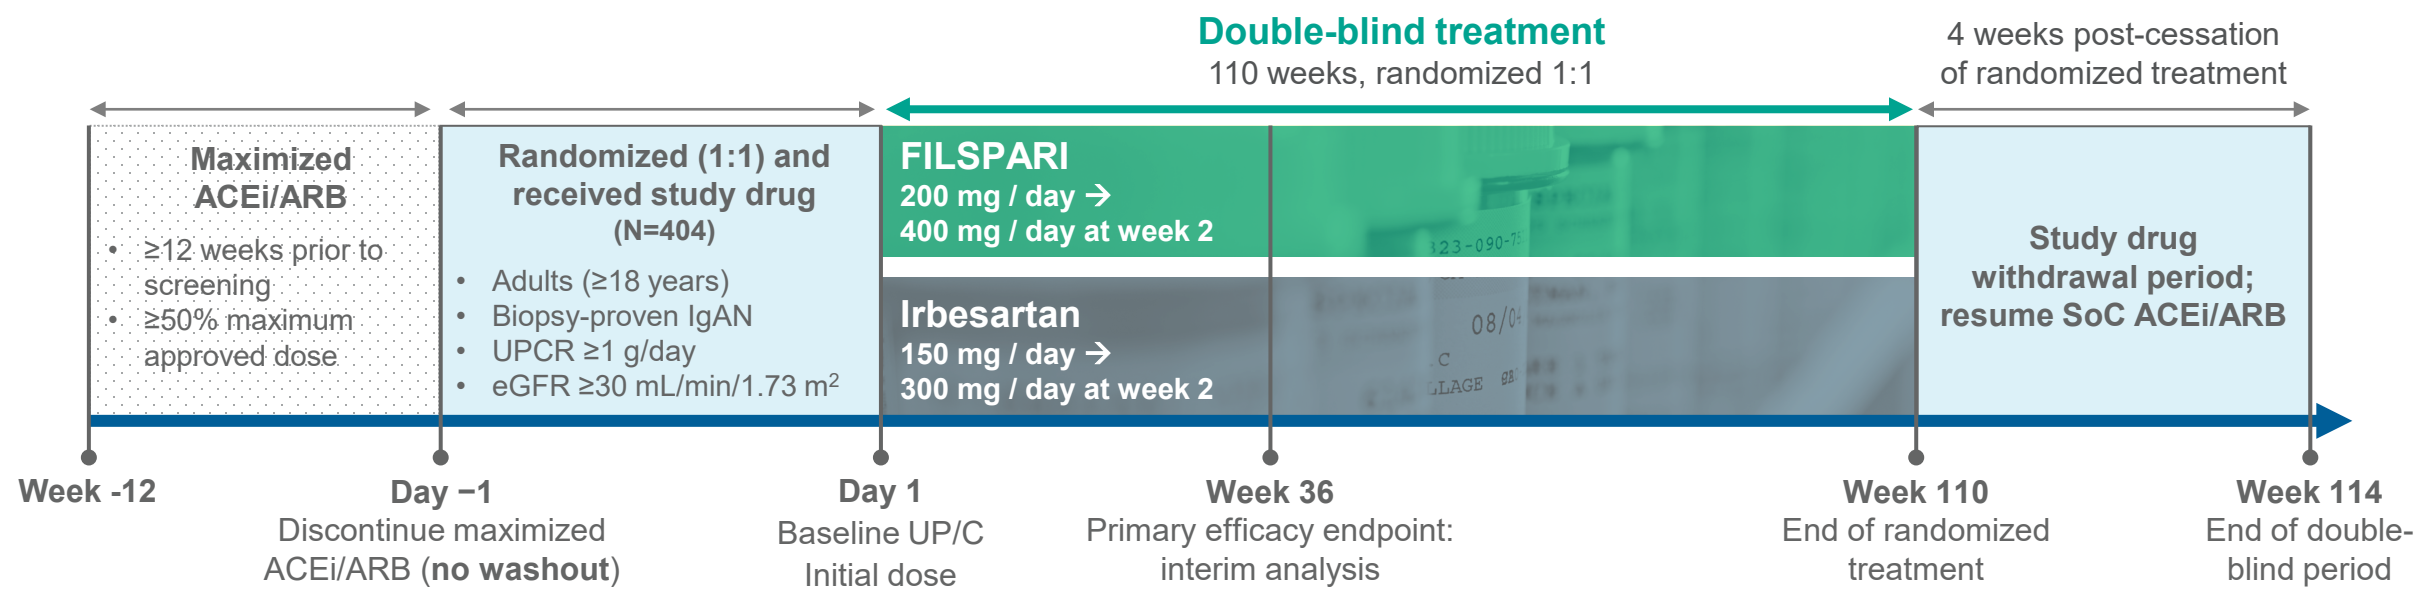 Double-blind treatment
110 weeks, randomized 1:1
4 weeks post-cessation
of randomized treatment
Maximized
ACEi/ARB
• ≥12 weeks prior to
screening
• ≥50% maximum
approved dose
Randomized (1:1) and
received study drug
(N=404)
• Adults (≥18 years)
• Biopsy-proven IgAN
• UPCR ≥1 g/day
• eGFR ≥30 mL/min/1.73 m²
FILSPARI
200 mg / day →
400 mg / day at week 2
Irbesartan
150 mg / day →
300 mg / day at week 2
323-090-75
08/04
LLAGE
Study drug
withdrawal period;
resume SoC ACEi/ARB
Week -12
Day −1
Discontinue maximized
ACEi/ARB (no washout)
Day 1
Baseline UP/C
Initial dose
Week 36
Primary efficacy endpoint:
interim analysis
Week 110
End of randomized
treatment
Week 114
End of double-
blind period